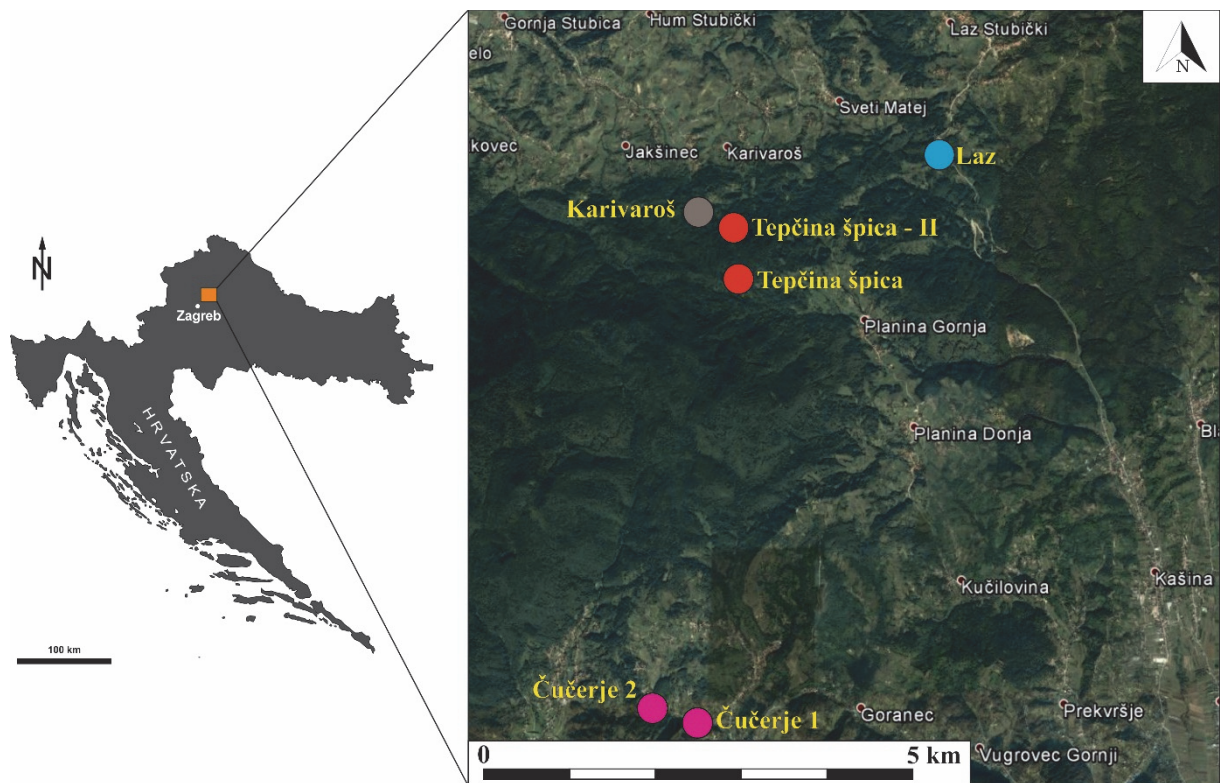 Gornja Stubica
Hum Stubički
Laz Stubički
elo
N
Sveti Matej
kovec
Jakšinec
Karivaroš
Laz
Karivaroš
Tepčina špica - II
Tepčina špica
N
Zagreb
Planina Gornja
HRVATSKA
Planina Donja
Bla
Kučilovina
Kašina
100 km
Čučerje 2
Čučerje 1
Goranec
Prekvršje
Vugrovec Gornji
0
5 km